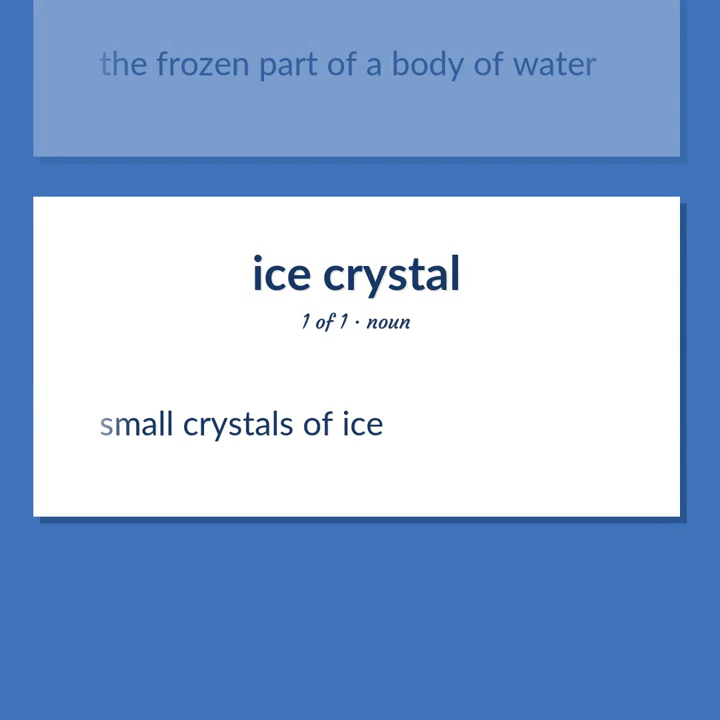 the frozen part of a body of water
ice crystal
1 of 1 · noun
small crystals of ice